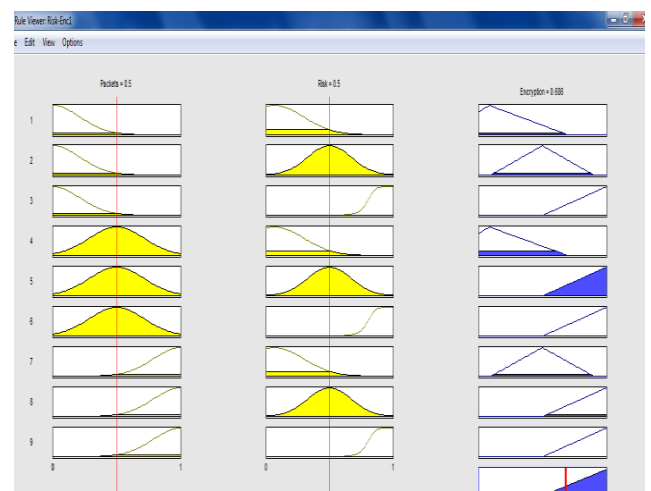 Rule Viewer: Risk-Enc1
e Edit View Options
Packets = 0.5 Risk = 0.5 Encryption = 0.686
1
2
3
4
5
6
7
8
9
0 1 0 1